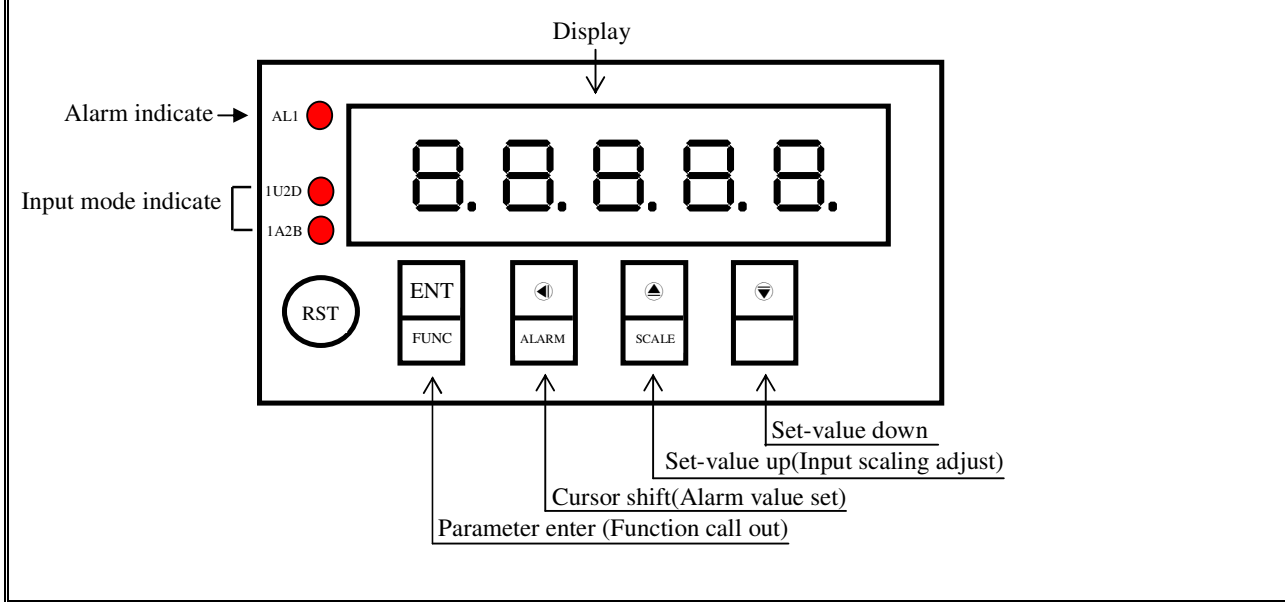 Display
Alarm indicate
AL1
8.8.8.8.8.
Input mode indicate
1U2D
1A2B
RST
ENT
FUNC
ALARM
SCALE
Set-value down
Set-value up(Input scaling adjust)
Cursor shift(Alarm value set)
Parameter enter (Function call out)